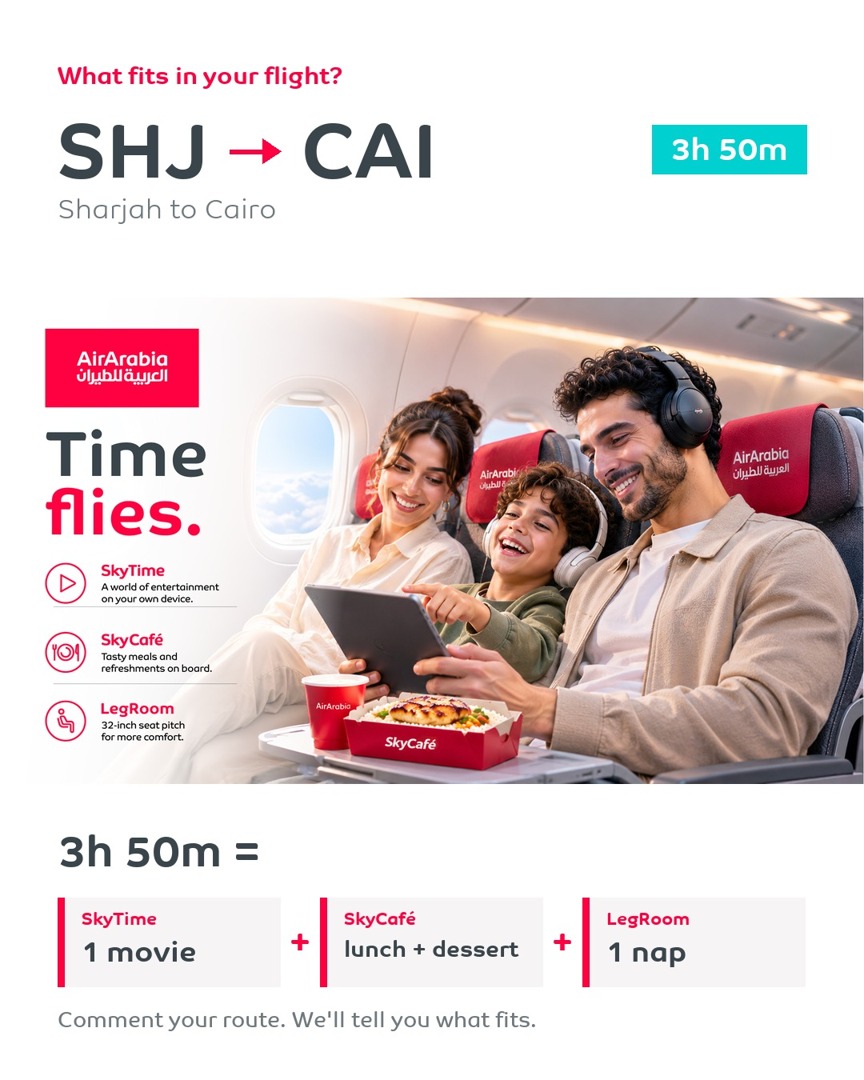 What fits in your flight?
SHJ → CAI
3h 50m
Sharjah to Cairo
AirArabia
العربية للطيران
Time
flies.
SkyTime
A world of entertainment
on your own device.
SkyCafé
Tasty meals and
refreshments on board.
LegRoom
32-inch seat pitch
for more comfort.
AirArabia
العربية للطيران
AirArabia
العربية للطيران
AirArabia
SkyCafé
3h 50m =
SkyTime
1 movie
+
SkyCafé
lunch + dessert
+
LegRoom
1 nap
Comment your route. We'll tell you what fits.